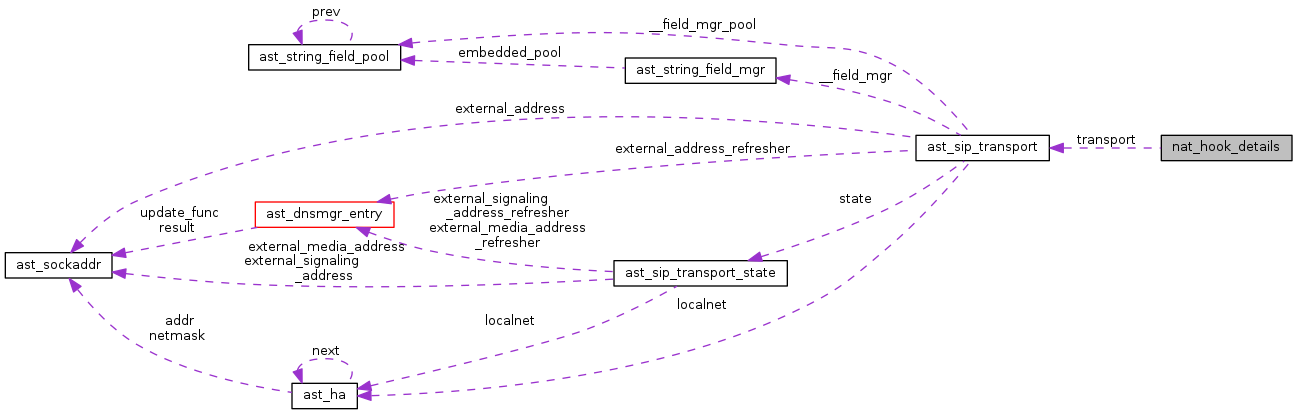 prev
__field_mgr_pool
ast_string_field_pool
embedded_pool
ast_string_field_mgr
__field_mgr
external_address
ast_sip_transport
transport
nat_hook_details
external_address_refresher
state
update_func
result
ast_dnsmgr_entry
external_signaling
_address_refresher
external_media_address
_refresher
ast_sockaddr
external_media_address
external_signaling
_address
ast_sip_transport_state
localnet
localnet
addr
netmask
next
ast_ha